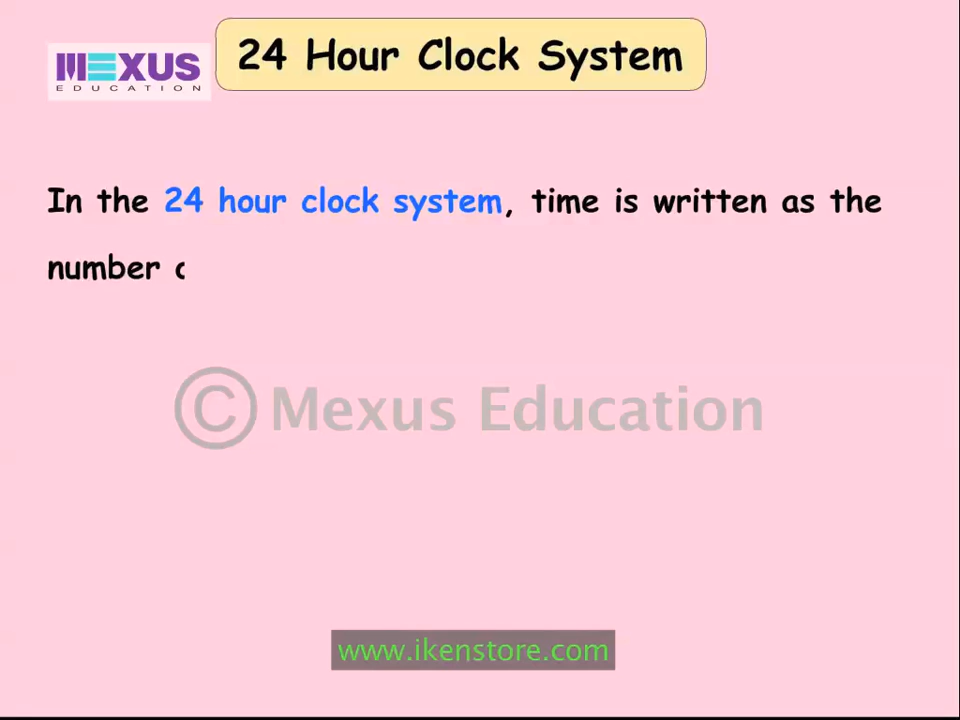 MEXUS
EDUCATION
24 Hour Clock System
In the 24 hour clock system, time is written as the
number
© Mexus Education
www.ikenstore.com